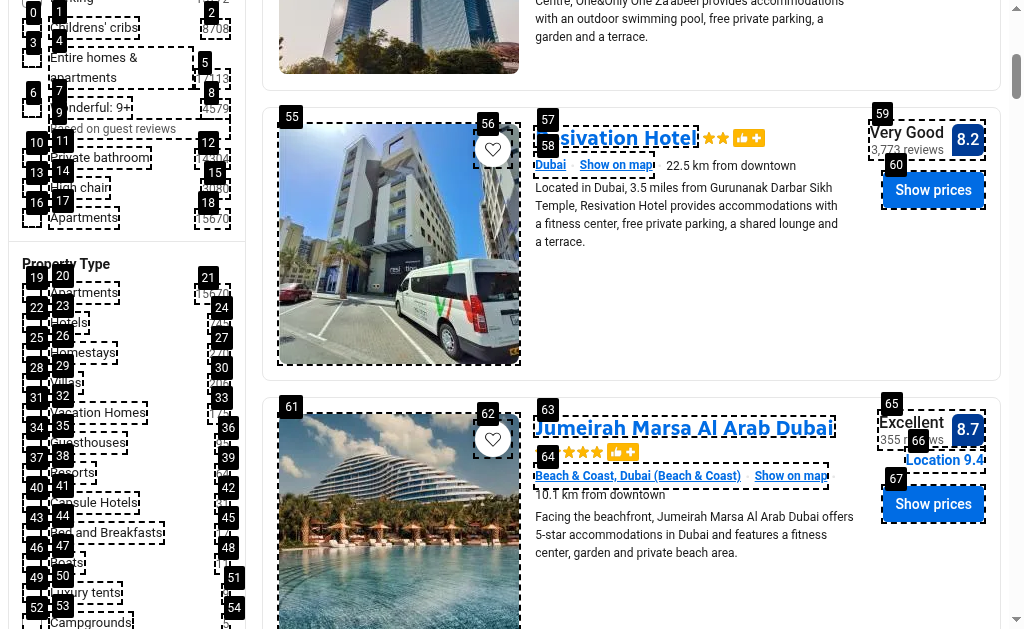 Childrens' cribs 8708
Entire homes &
apartments 17113
Wonderful: 9+ 4579
Based on guest reviews
Private bathroom 14304
High chair
Apartments 15670
Property Type
Apartments 15670
Hotels
Homestays
Villas
Vacation Homes
Guesthouses
Resorts
Capsule Hotels
Bed and Breakfasts
Boats
Luxury tents
Campgrounds
Centre, One&Only One Za'abeel provides accommodations
with an outdoor swimming pool, free private parking, a
garden and a terrace.
Resivation Hotel
Dubai Show on map 22.5 km from downtown
Located in Dubai, 3.5 miles from Gurunanak Darbar Sikh
Temple, Resivation Hotel provides accommodations with
a fitness center, free private parking, a shared lounge and
a terrace.
Very Good 8.2
3,773 reviews
Show prices
Jumeirah Marsa Al Arab Dubai
Beach & Coast, Dubai (Beach & Coast) Show on map
10.1 km from downtown
Facing the beachfront, Jumeirah Marsa Al Arab Dubai offers
5-star accommodations in Dubai and features a fitness
center, garden and private beach area.
Excellent 8.7
355 reviews
Location 9.4
Show prices
0
1
2
3
4
5
6
7
8
9
10
11
12
13
14
15
16
17
18
19
20
21
22
23
24
25
26
27
28
29
30
31
32
33
34
35
36
37
38
39
40
41
42
43
44
45
46
47
48
49
50
51
52
53
54
55
56
57
58
59
60
61
62
63
64
65
66
67